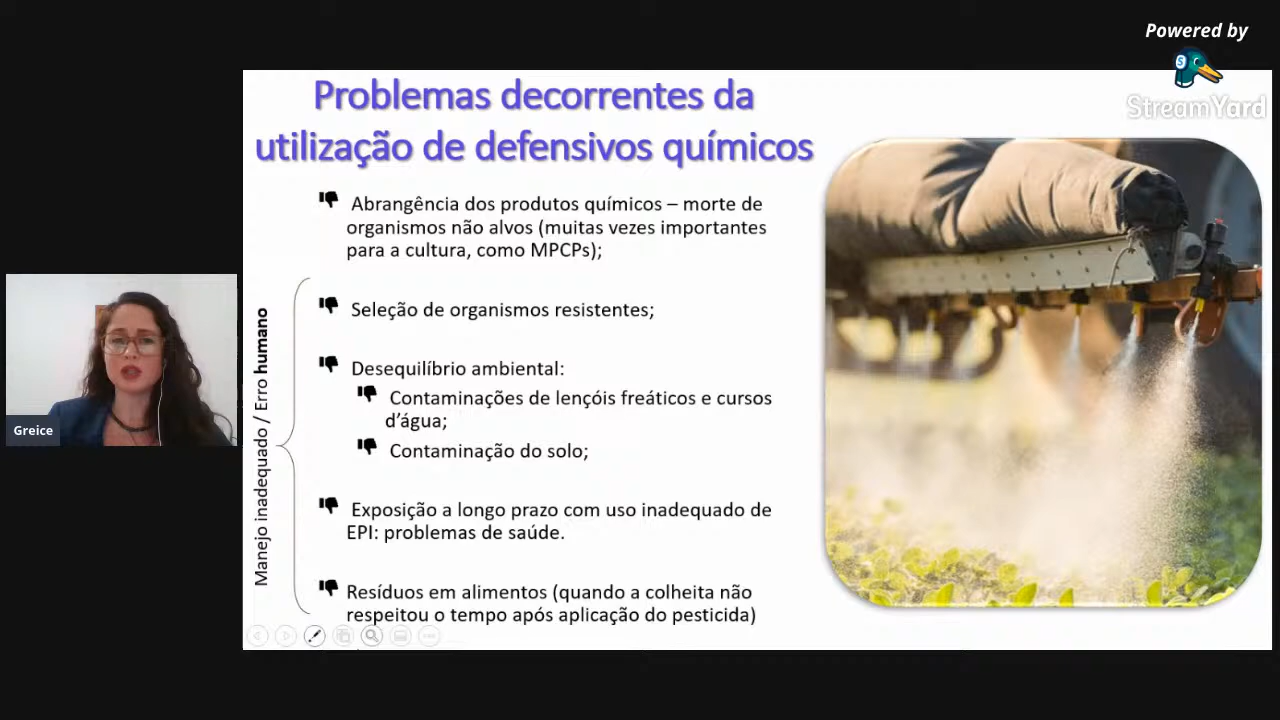 Powered by
StreamYard
Problemas decorrentes da
utilização de defensivos químicos
Abrangência dos produtos químicos – morte de
organismos não alvos (muitas vezes importantes
para a cultura, como MPCPs);
Manejo inadequado / Erro humano
Seleção de organismos resistentes;
Desequilíbrio ambiental:
Contaminações de lençóis freáticos e cursos
d’água;
Contaminação do solo;
Exposição a longo prazo com uso inadequado de
EPI: problemas de saúde.
Resíduos em alimentos (quando a colheita não
respeitou o tempo após aplicação do pesticida)
Greice